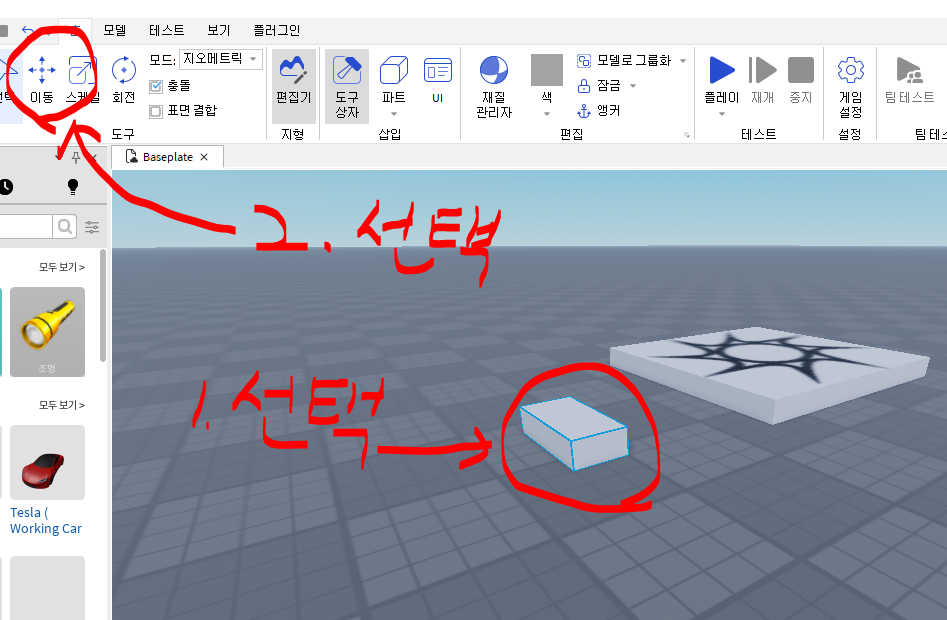 모델 테스트 보기 플러그인
이동 스케일 회전
모드: 지오메트릭
충돌
표면 결합
도구
편집기
지형
도구
상자
파트
UI
삽입
재질
관리자
색
모델로 그룹화
잠금
앵커
편집
플레이 재개 중지
테스트
게임
설정
설정
팀 테스트
Baseplate
2. 선택
모두 보기 >
조명
1. 선택
모두 보기 >
Tesla (
Working Car